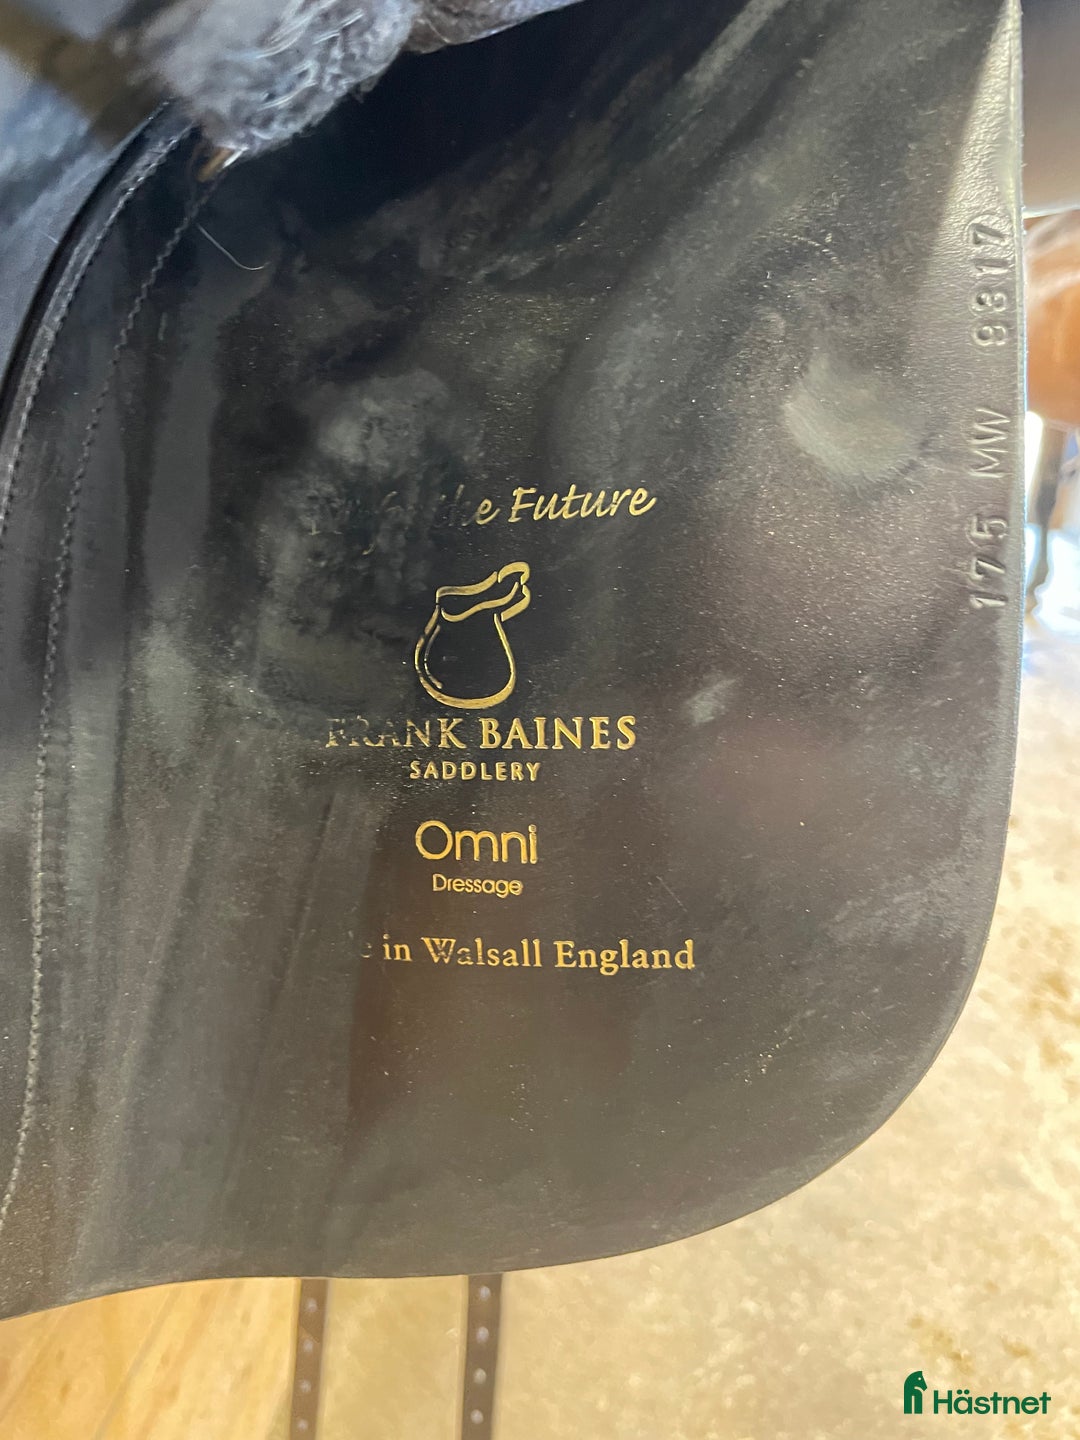 the Future
FRANK BAINES
SADDLERY
Omni
Dressage
in Walsall England
175 MW 9317
Hästnet